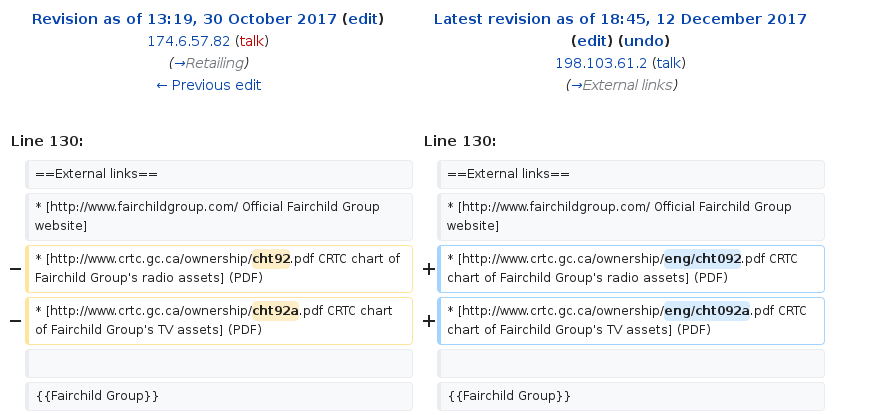 Revision as of 13:19, 30 October 2017 (edit)
174.6.57.82 (talk)
(→Retailing)
← Previous edit
Latest revision as of 18:45, 12 December 2017
(edit) (undo)
198.103.61.2 (talk)
(→External links)
Line 130:
Line 130:
==External links==
==External links==
* [http://www.fairchildgroup.com/ Official Fairchild Group
website]
* [http://www.fairchildgroup.com/ Official Fairchild Group
website]
− * [http://www.crtc.gc.ca/ownership/cht92.pdf CRTC chart of
Fairchild Group's radio assets] (PDF)
+ * [http://www.crtc.gc.ca/ownership/eng/cht092.pdf CRTC
chart of Fairchild Group's radio assets] (PDF)
− * [http://www.crtc.gc.ca/ownership/cht92a.pdf CRTC chart
of Fairchild Group's TV assets] (PDF)
+ * [http://www.crtc.gc.ca/ownership/eng/cht092a.pdf CRTC
chart of Fairchild Group's TV assets] (PDF)
{{Fairchild Group}}
{{Fairchild Group}}